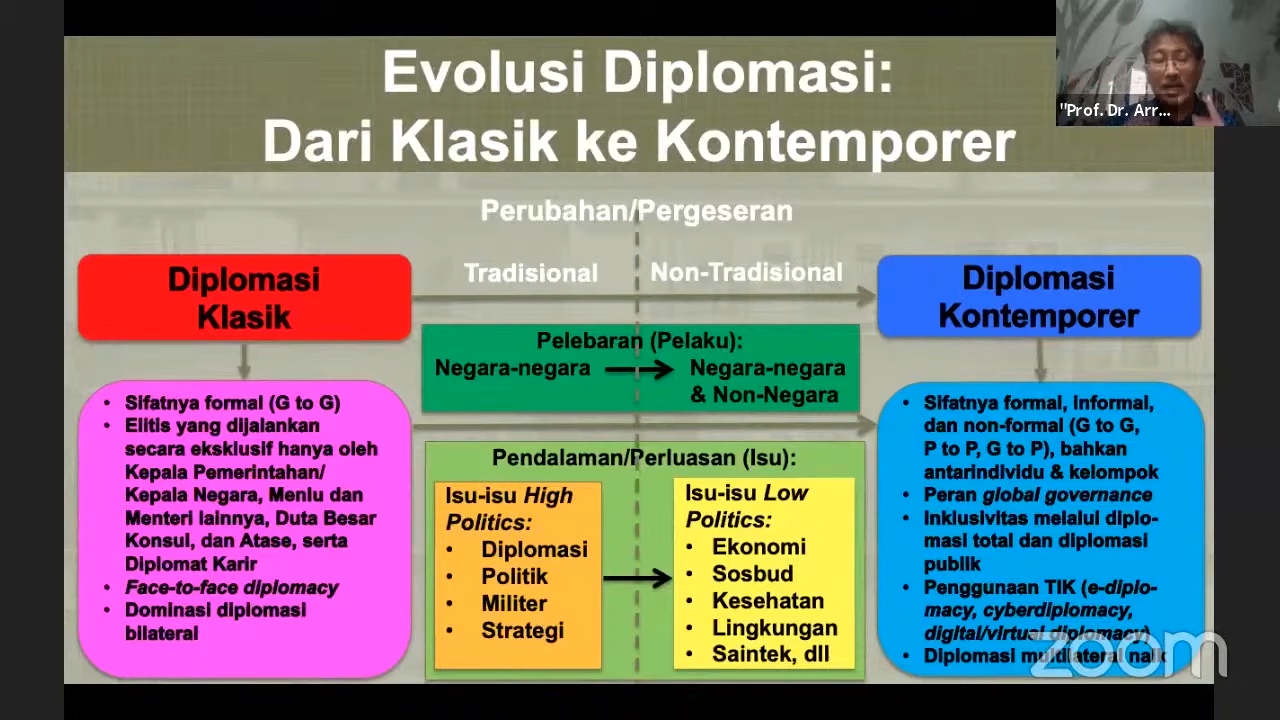 Evolusi Diplomasi:
Dari Klasik ke Kontemporer
"Prof. Dr. Arr...
Perubahan/Pergeseran
Tradisional
Non-Tradisional
Diplomasi
Klasik
Sifatnya formal (G to G)
Elitis yang dijalankan
secara eksklusif hanya oleh
Kepala Pemerintahan/
Kepala Negara, Menlu dan
Menteri lainnya, Duta Besar
Konsul, dan Atase, serta
Diplomat Karir
Face-to-face diplomacy
Dominasi diplomasi
bilateral
Pelebaran (Pelaku):
Negara-negara
Negara-negara
& Non-Negara
Pendalaman/Perluasan (Isu):
Isu-isu High
Politics:
Diplomasi
Politik
Militer
Strategi
Isu-isu Low
Politics:
Ekonomi
Sosbud
Kesehatan
Lingkungan
Saintek, dll
Diplomasi
Kontemporer
Sifatnya formal, informal,
dan non-formal (G to G,
P to P, G to P), bahkan
antarindividu & kelompok
Peran global governance
Inklusivitas melalui diplo-
masi total dan diplomasi
publik
Penggunaan TIK (e-diplo-
macy, cyberdiplomacy,
digital/virtual diplomacy)
Diplomasi multilateral naik
zoom